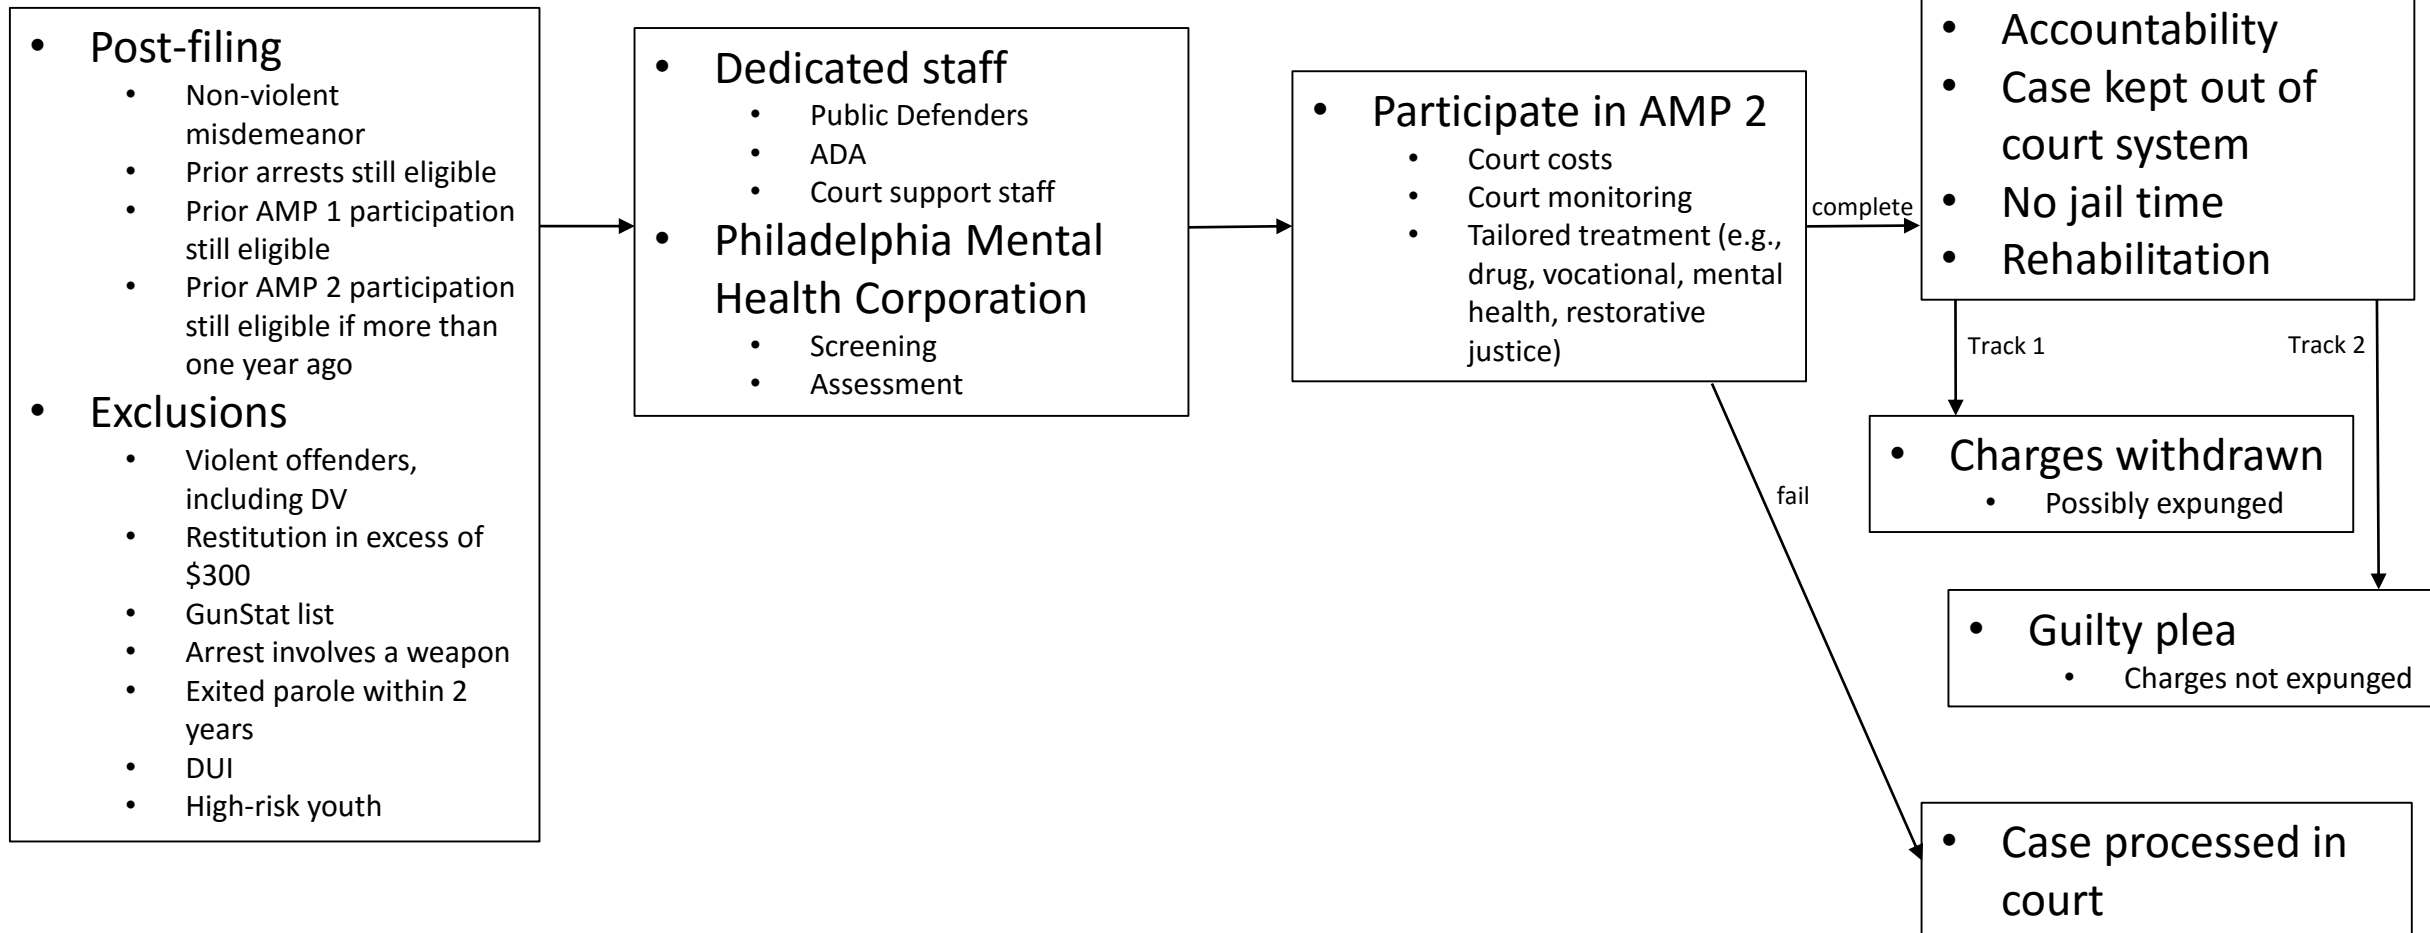 • Post-filing
• Non-violent
misdemeanor
• Prior arrests still eligible
• Prior AMP 1 participation
still eligible
• Prior AMP 2 participation
still eligible if more than
one year ago
• Exclusions
• Violent offenders,
including DV
• Restitution in excess of
$300
• GunStat list
• Arrest involves a weapon
• Exited parole within 2
years
• DUI
• High-risk youth
• Dedicated staff
• Public Defenders
• ADA
• Court support staff
• Philadelphia Mental
Health Corporation
• Screening
• Assessment
• Participate in AMP 2
• Court costs
• Court monitoring
• Tailored treatment (e.g.,
drug, vocational, mental
health, restorative
justice)
complete
fail
• Accountability
• Case kept out of
court system
• No jail time
• Rehabilitation
Track 1
Track 2
• Charges withdrawn
• Possibly expunged
• Guilty plea
• Charges not expunged
• Case processed in
court